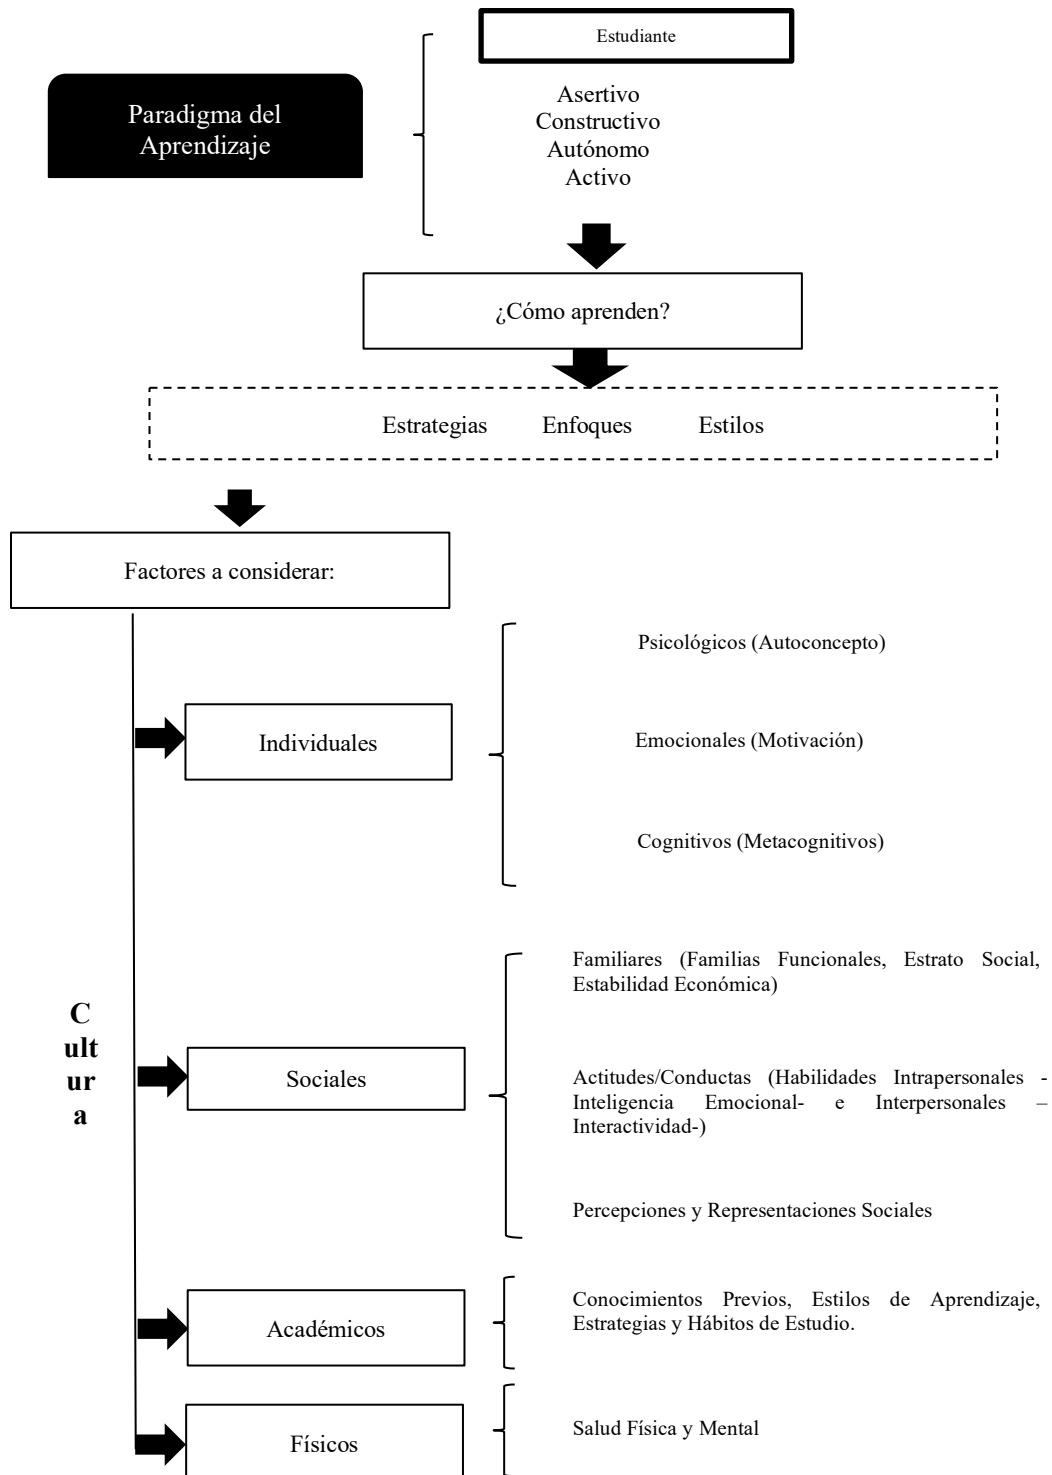 Estudiante
Paradigma del
Aprendizaje
Asertivo
Constructivo
Autónomo
Activo
¿Cómo aprenden?
Estrategias Enfoques Estilos
Factores a considerar:
Psicológicos (Autoconcepto)
Individuales
Emocionales (Motivación)
Cognitivos (Metacognitivos)
Familiares (Familias Funcionales, Estrato Social,
Estabilidad Económica)
C
ult
ur
a
Sociales
Actitudes/Conductas (Habilidades Intrapersonales -
Inteligencia Emocional- e Interpersonales –
Interactividad-)
Percepciones y Representaciones Sociales
Académicos
Conocimientos Previos, Estilos de Aprendizaje,
Estrategias y Hábitos de Estudio.
Físicos
Salud Física y Mental